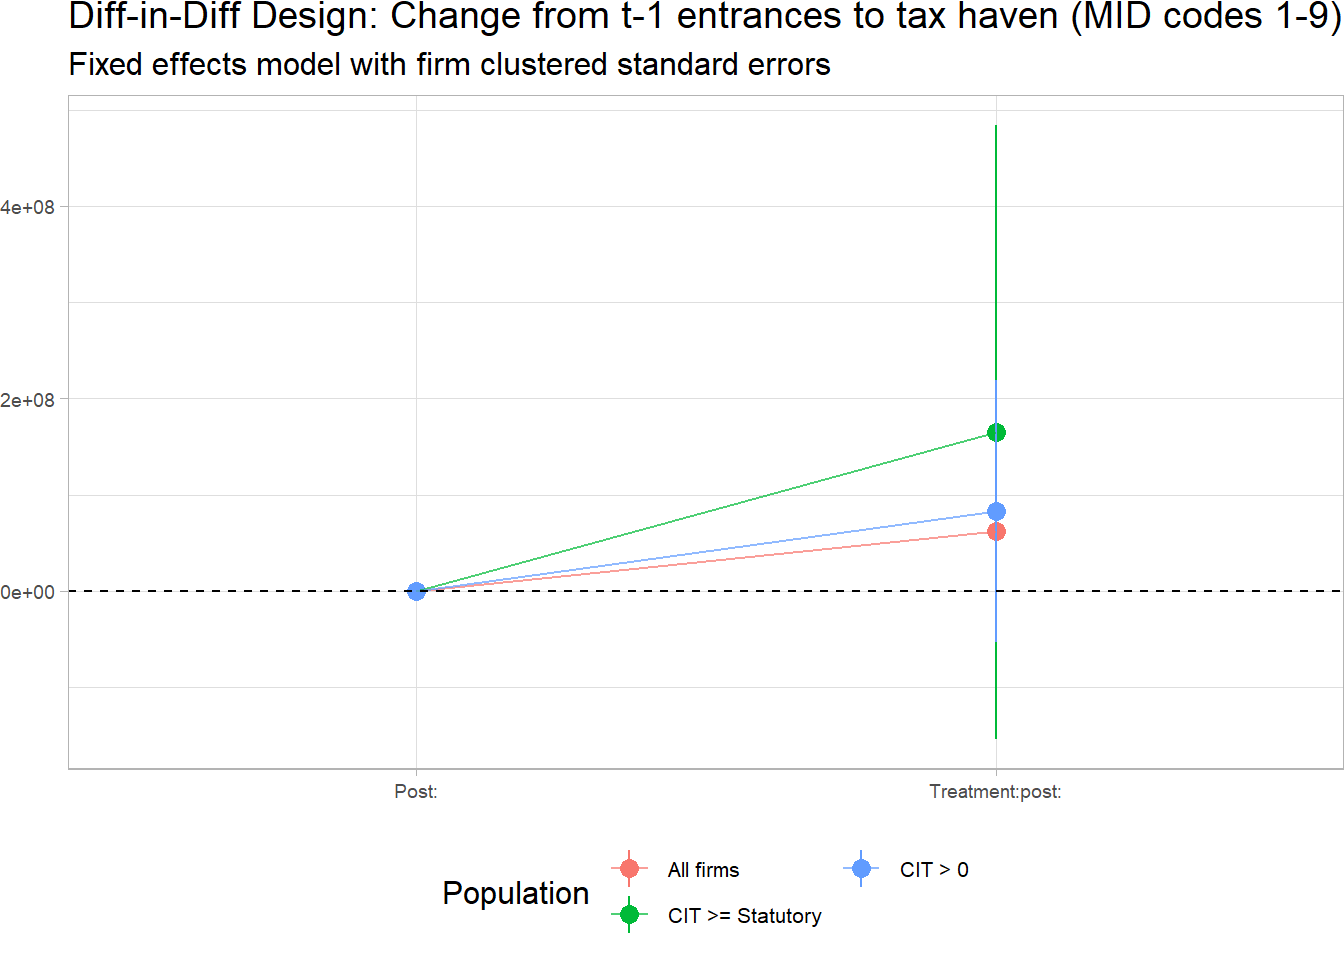 Diff-in-Diff Design: Change from t-1 entrances to tax haven (MID codes 1-9)
Fixed effects model with firm clustered standard errors
4e+08
2e+08
0e+00
Post:
Treatment:post:
Population
All firms
CIT > 0
CIT >= Statutory